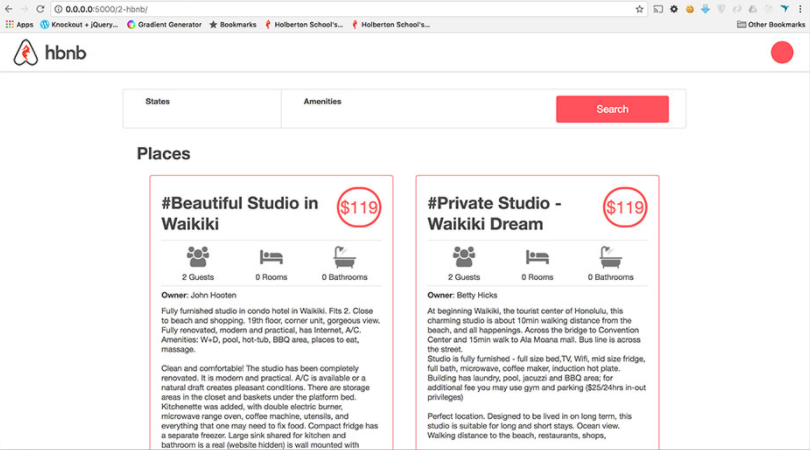 0.0.0.0:5000/2-hbnb/
Apps Knockout + jQuery... Gradient Generator Bookmarks Holberton School's... Holberton School's... Other Bookmarks
hbnb
States Amenities Search
Places
#Beautiful Studio in
Waikiki
$119
2 Guests 0 Rooms 0 Bathrooms
Owner: John Hooten
Fully furnished studio in condo hotel in Waikiki. Fits 2. Close
to beach and shopping. 19th floor, corner unit, gorgeous view.
Fully renovated, modern and practical, has Internet, A/C.
Amenities: W+D, pool, hot-tub, BBQ area, places to eat,
massage.
Clean and comfortable! The studio has been completely
renovated. It is modern and practical. A/C is available or a
natural draft creates pleasant conditions. There are storage
areas in the closet and baskets under the platform bed.
Kitchenette was added, with double electric burner,
microwave range oven, coffee machine, utensils, and
everything that one may need to fix food. Compact fridge has
a separate freezer. Large sink shared for kitchen and
bathroom is a real (website hidden) is wall mounted with
#Private Studio -
Waikiki Dream
$119
2 Guests 0 Rooms 0 Bathrooms
Owner: Betty Hicks
At beginning Waikiki, the tourist center of Honolulu, this
charming studio is about 10min walking distance from the
beach, and all happenings. Across the bridge to Convention
Center and 15min walk to Ala Moana mall. Bus line is across
the street.
Studio is fully furnished - full size bed,TV, Wifi, mid size fridge,
full bath, microwave, coffee maker, induction hot plate.
Building has laundry, pool, jacuzzi and BBQ area; for
additional fee you may use gym and parking ($25/24hrs in-out
privileges)
Perfect location. Designed to be lived in on long term, this
studio is suitable for long and short stays. Ocean view.
Walking distance to the beach, restaurants, shops,